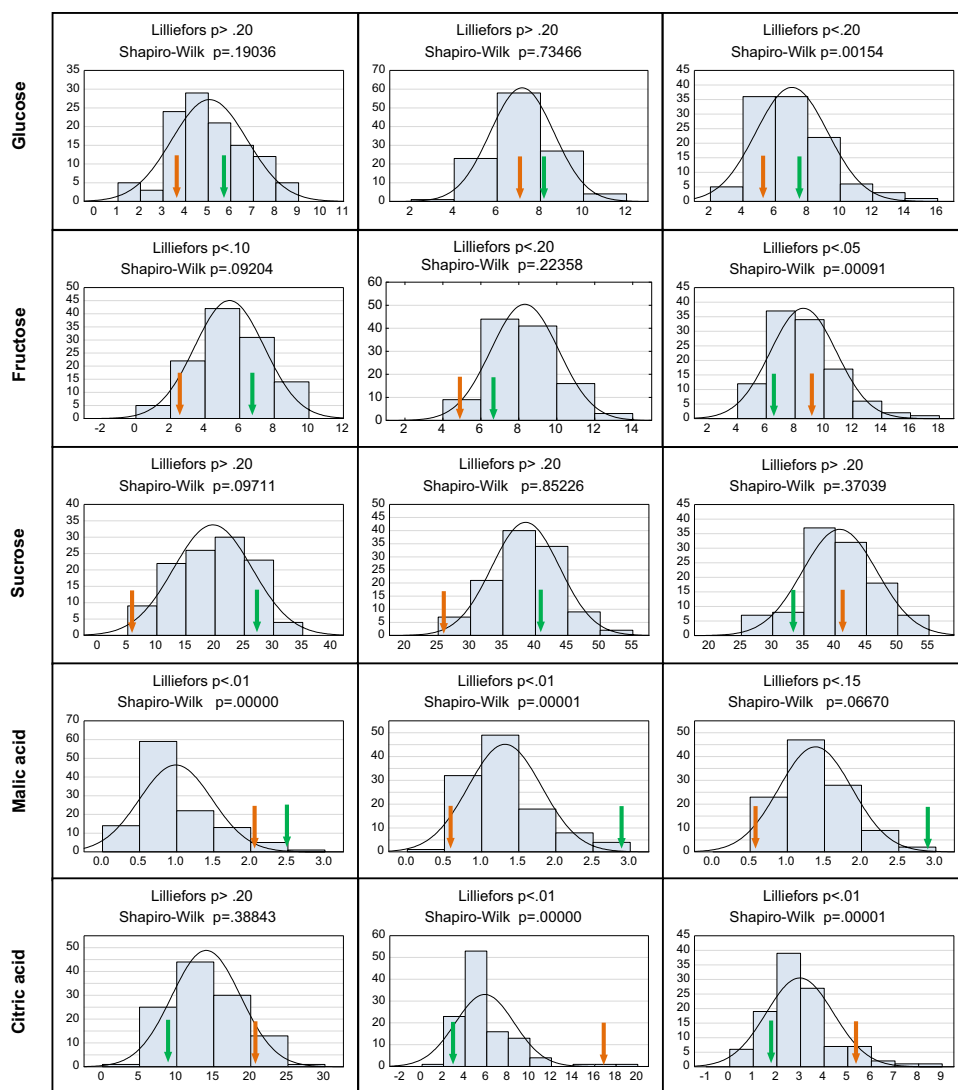 Glucose
Lilliefors p> .20
Shapiro-Wilk p=.19036
35
30
25
20
15
10
5
0
0 1 2 3 4 5 6 7 8 9 10 11
Lilliefors p> .20
Shapiro-Wilk p=.73466
70
60
50
40
30
20
10
0
2 4 6 8 10 12
Lilliefors p<.20
Shapiro-Wilk p=.00154
45
40
35
30
25
20
15
10
5
0
2 4 6 8 10 12 14 16
Fructose
Lilliefors p<.10
Shapiro-Wilk p=.09204
50
45
40
35
30
25
20
15
10
5
0
-2 0 2 4 6 8 10 12
Lilliefors p<.20
Shapiro-Wilk p=.22358
60
50
40
30
20
10
0
2 4 6 8 10 12 14
Lilliefors p<.05
Shapiro-Wilk p=.00091
45
40
35
30
25
20
15
10
5
0
2 4 6 8 10 12 14 16 18
Sucrose
Lilliefors p> .20
Shapiro-Wilk p=.09711
40
35
30
25
20
15
10
5
0
0 5 10 15 20 25 30 35 40
Lilliefors p> .20
Shapiro-Wilk p=.85226
50
45
40
35
30
25
20
15
10
5
0
20 25 30 35 40 45 50 55
Lilliefors p> .20
Shapiro-Wilk p=.37039
45
40
35
30
25
20
15
10
5
0
20 25 30 35 40 45 50 55
Malic acid
Lilliefors p<.01
Shapiro-Wilk p=.00000
70
60
50
40
30
20
10
0
0.0 0.5 1.0 1.5 2.0 2.5 3.0
Lilliefors p<.01
Shapiro-Wilk p=.00001
50
40
30
20
10
0
0.0 0.5 1.0 1.5 2.0 2.5 3.0
Lilliefors p<.15
Shapiro-Wilk p=.06670
50
40
30
20
10
0
0.0 0.5 1.0 1.5 2.0 2.5 3.0
Citric acid
Lilliefors p> .20
Shapiro-Wilk p=.38843
50
40
30
20
10
0
0 5 10 15 20 25 30
Lilliefors p<.01
Shapiro-Wilk p=.00000
60
50
40
30
20
10
0
-2 0 2 4 6 8 10 12 14 16 18 20
Lilliefors p<.01
Shapiro-Wilk p=.00001
45
40
35
30
25
20
15
10
5
0
-1 0 1 2 3 4 5 6 7 8 9